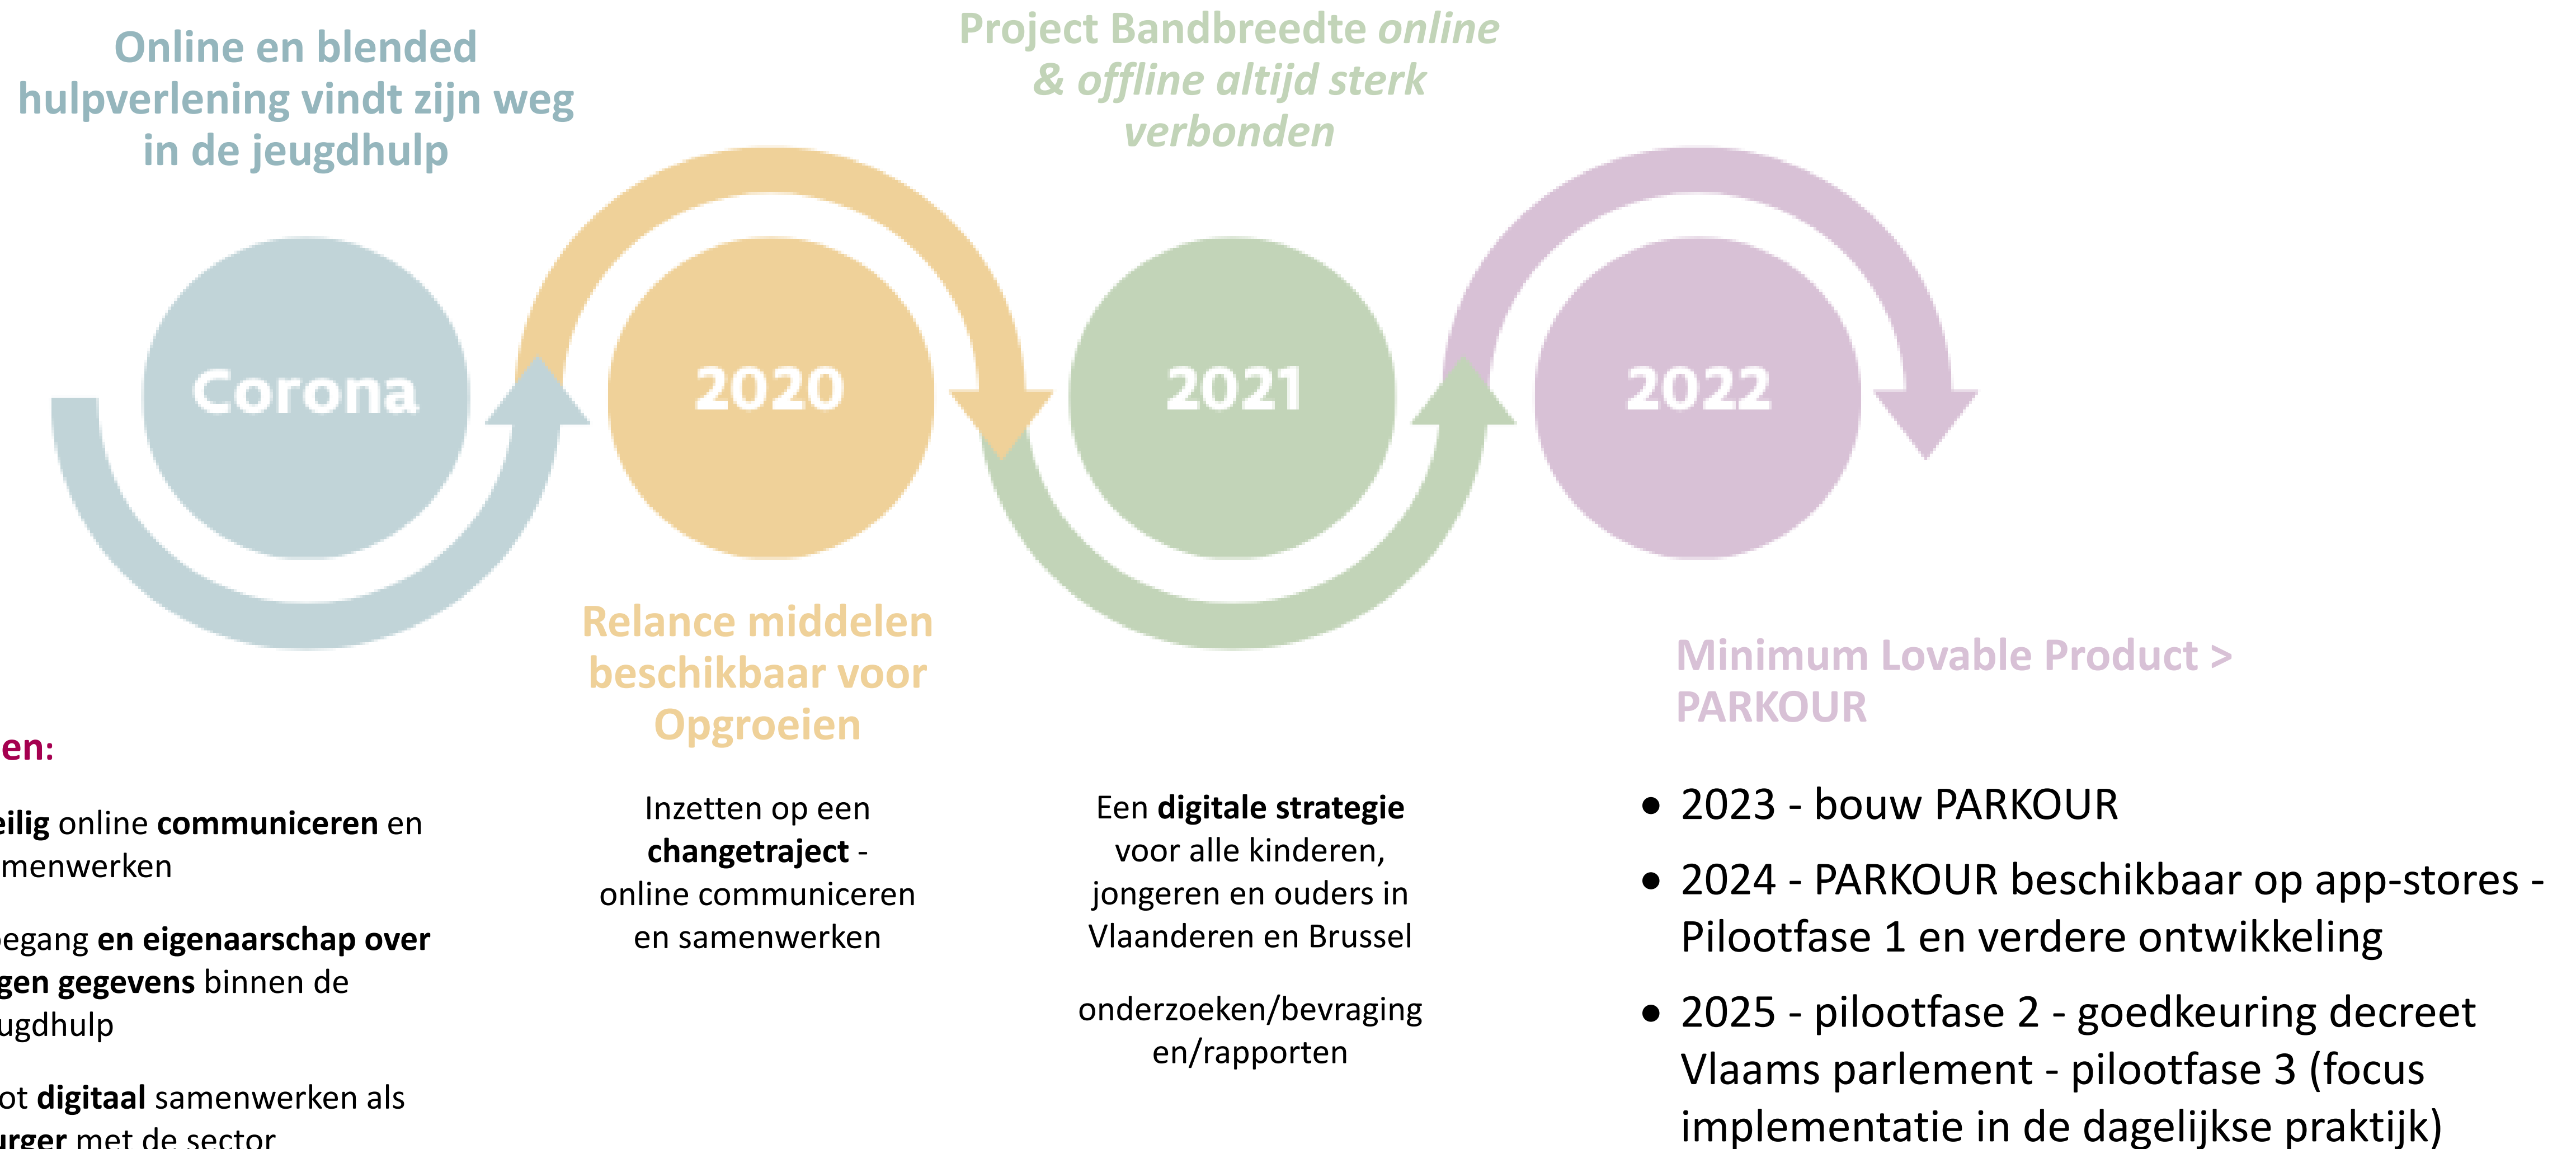 Online en blended
hulpverlening vindt zijn weg
in de jeugdhulp
Project Bandbreedte online
& offline altijd sterk
verbonden
Corona
2020
2021
2022
Relance middelen
beschikbaar voor
Opgroeien
Minimum Lovable Product >
PARKOUR
en:
eilig online communiceren en
menwerken
egang en eigenaarschap over
gen gegevens binnen de
ugdhulp
ot digitaal samenwerken als
urger met de sector
Inzetten op een
changetraject -
online communiceren
en samenwerken
Een digitale strategie
voor alle kinderen,
jongeren en ouders in
Vlaanderen en Brussel
onderzoeken/bevraging
en/rapporten
• 2023 - bouw PARKOUR
• 2024 - PARKOUR beschikbaar op app-stores -
Pilootfase 1 en verdere ontwikkeling
• 2025 - pilootfase 2 - goedkeuring decreet
Vlaams parlement - pilootfase 3 (focus
implementatie in de dagelijkse praktijk)